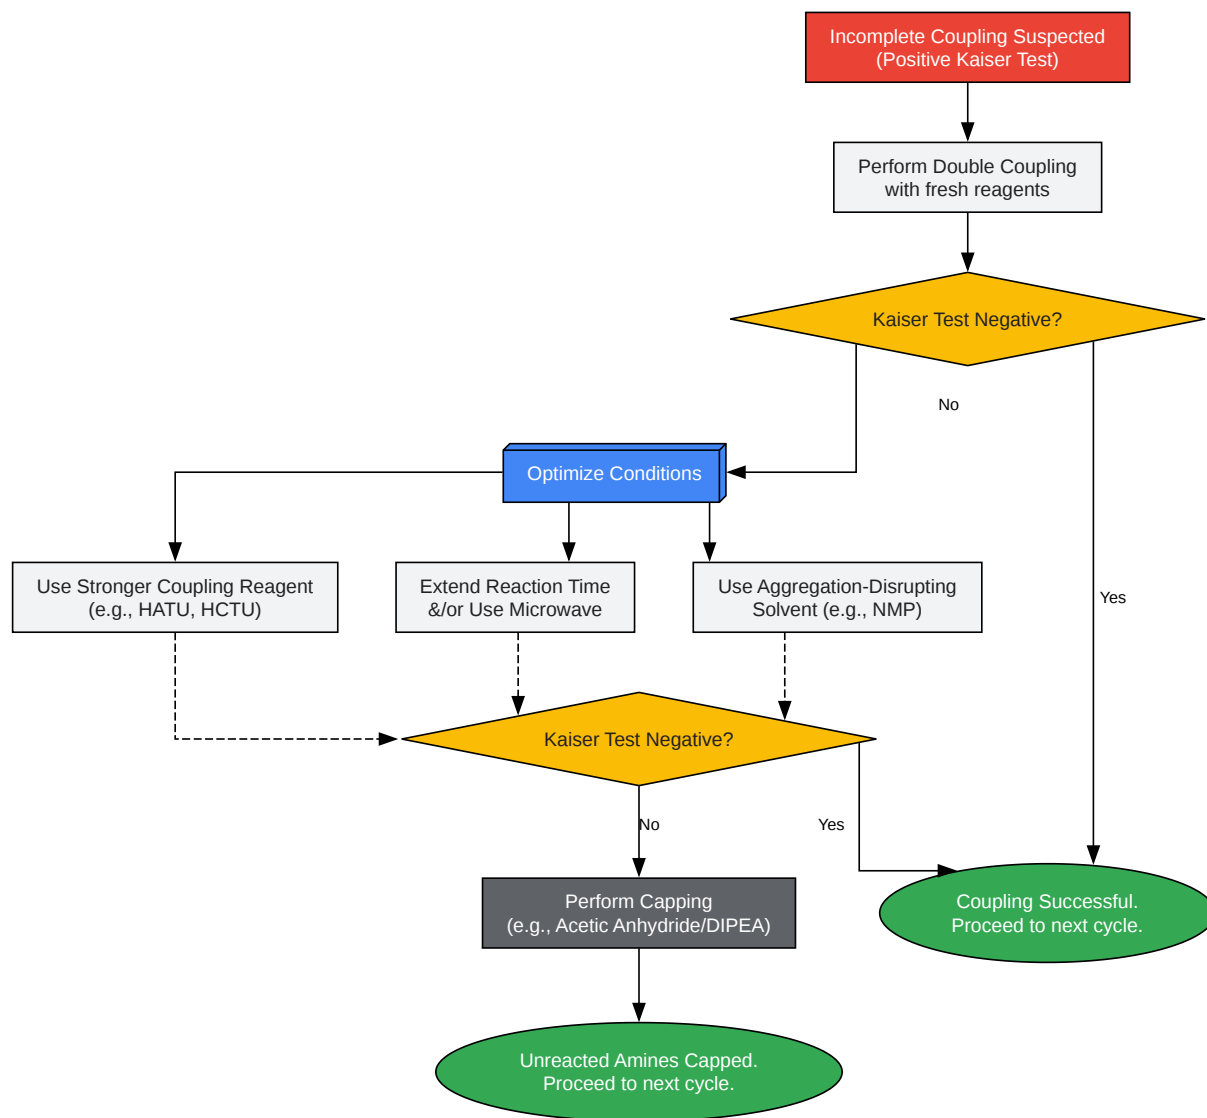 Incomplete Coupling Suspected
(Positive Kaiser Test)
Perform Double Coupling
with fresh reagents
Kaiser Test Negative?
No
Optimize Conditions
Use Stronger Coupling Reagent
(e.g., HATU, HCTU)
Extend Reaction Time
&/or Use Microwave
Use Aggregation-Disrupting
Solvent (e.g., NMP)
Yes
Kaiser Test Negative?
No
Yes
Perform Capping
(e.g., Acetic Anhydride/DIPEA)
Coupling Successful.
Proceed to next cycle.
Unreacted Amines Capped.
Proceed to next cycle.